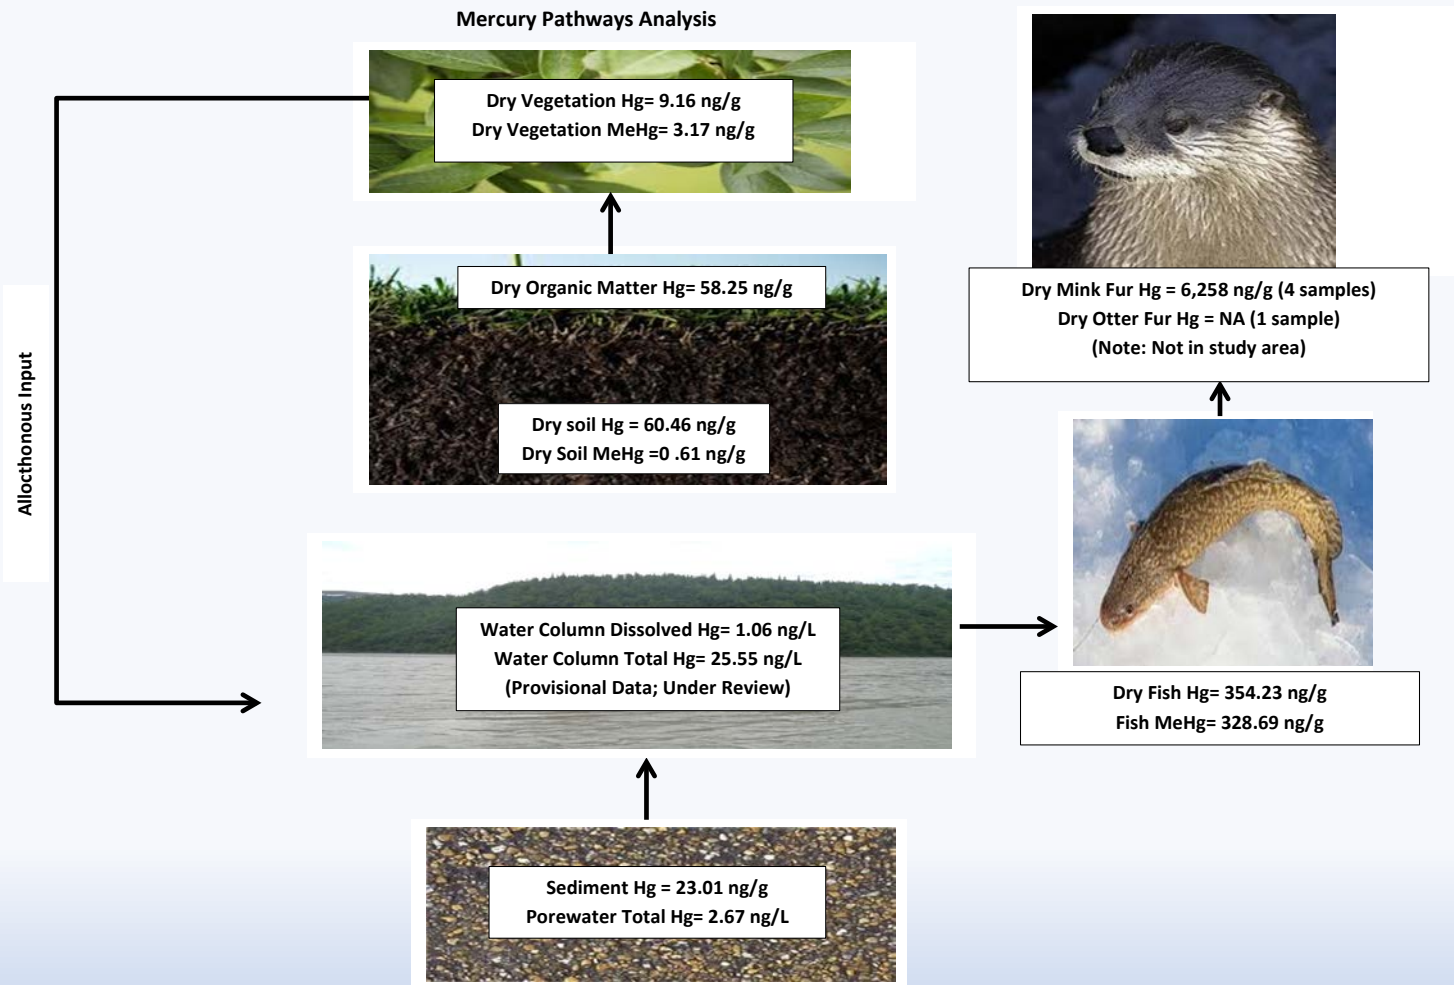 Mercury Pathways Analysis
Dry Vegetation Hg= 9.16 ng/g
Dry Vegetation MeHg= 3.17 ng/g
Dry Organic Matter Hg= 58.25 ng/g
Dry soil Hg = 60.46 ng/g
Dry Soil MeHg =0 .61 ng/g
Allocthonous Input
Water Column Dissolved Hg= 1.06 ng/L
Water Column Total Hg= 25.55 ng/L
(Provisional Data; Under Review)
Sediment Hg = 23.01 ng/g
Porewater Total Hg= 2.67 ng/L
Dry Mink Fur Hg = 6,258 ng/g (4 samples)
Dry Otter Fur Hg = NA (1 sample)
(Note: Not in study area)
Dry Fish Hg= 354.23 ng/g
Fish MeHg= 328.69 ng/g